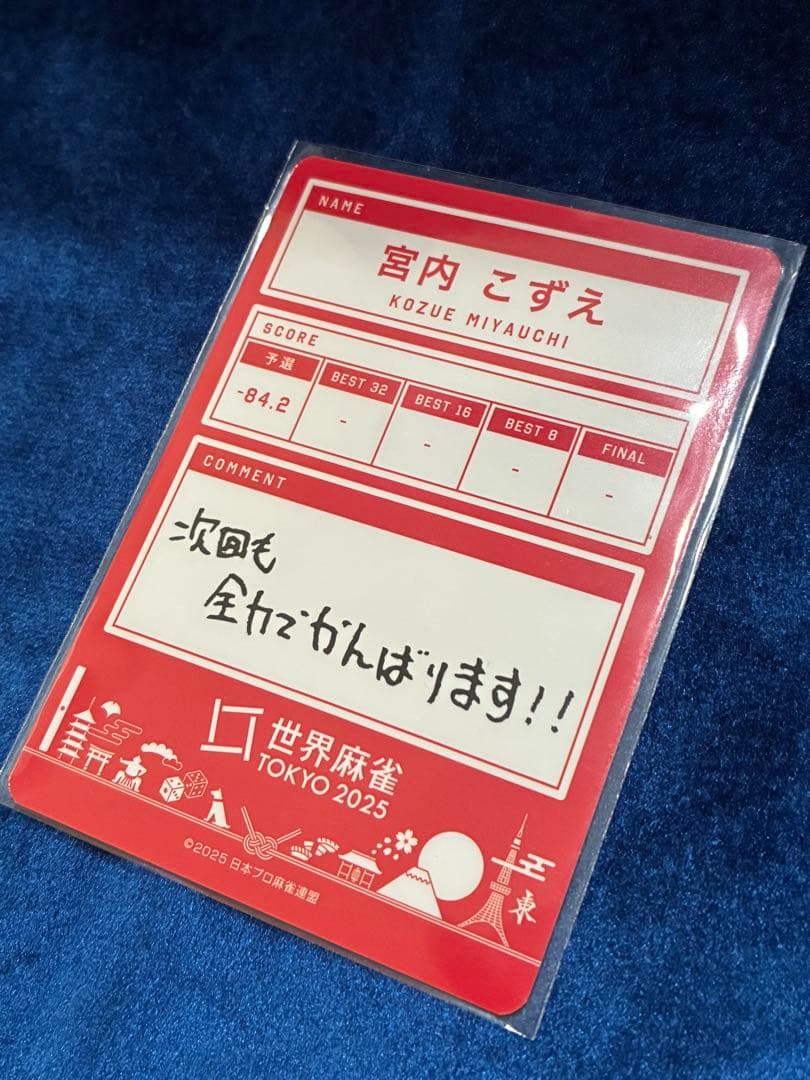 NAME
宮内 こずえ
KOZUE MIYAUCHI
SCORE
予選 BEST 32 BEST 16 BEST 8 FINAL
-84.2 - - - -
COMMENT
次回も
全力でがんばります!!
世界麻雀
TOKYO 2025
東
©2025 日本プロ麻雀連盟